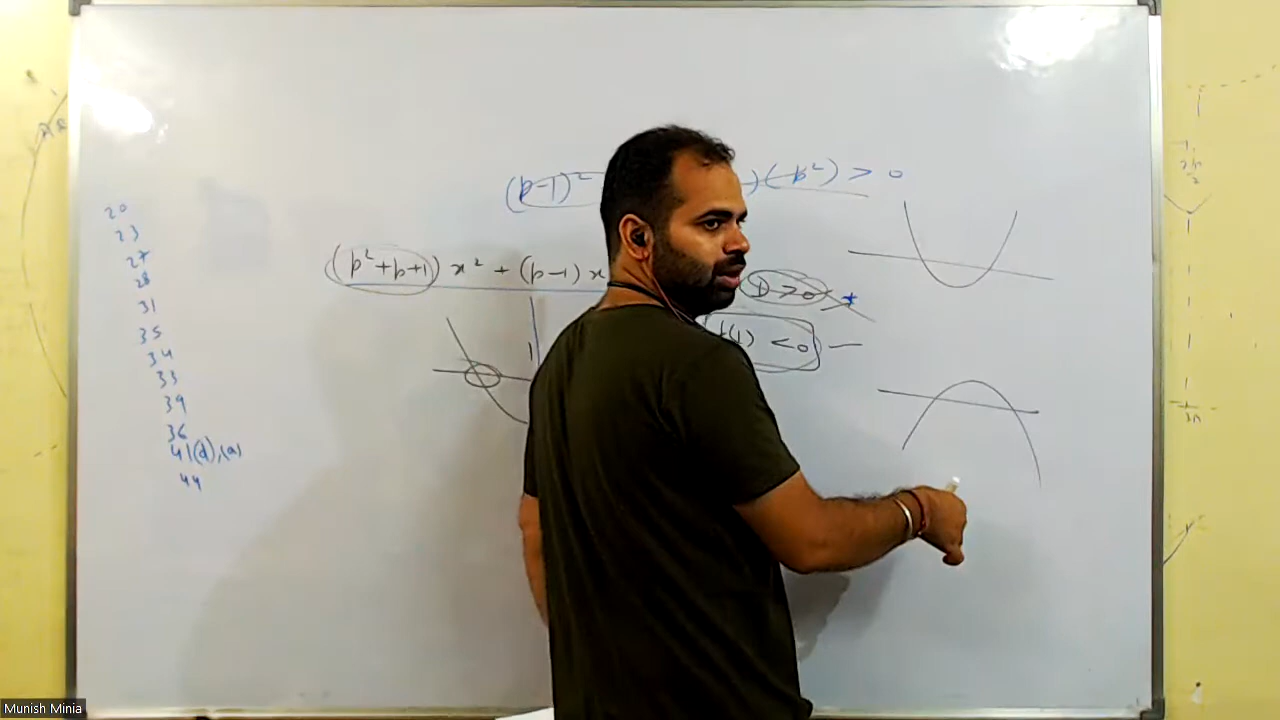 (p-1)²
)(p²) > 0
(p²+p+1) x² + (p-1) x
D > 0
f(1) < 0
1
20
23
27
28
31
35
34
33
39
36
41(d),(a)
44
Munish Minia